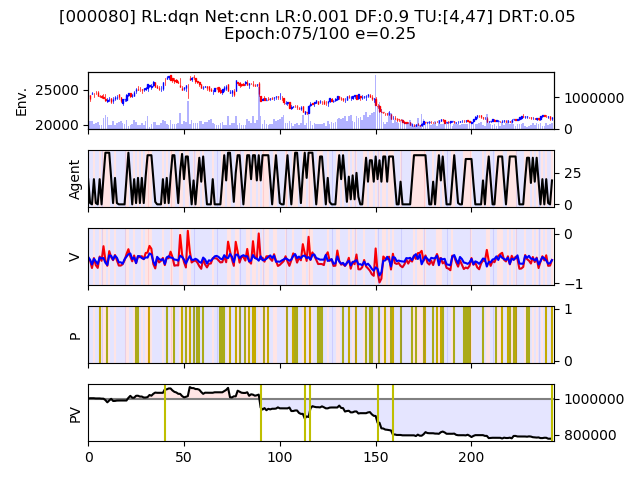 [000080] RL:dqn Net:cnn LR:0.001 DF:0.9 TU:[4,47] DRT:0.05
Epoch:075/100 e=0.25
Env.
25000
20000
1000000
0
Agent
25
0
V
0
−1
P
1
0
PV
1000000
800000
0 50 100 150 200